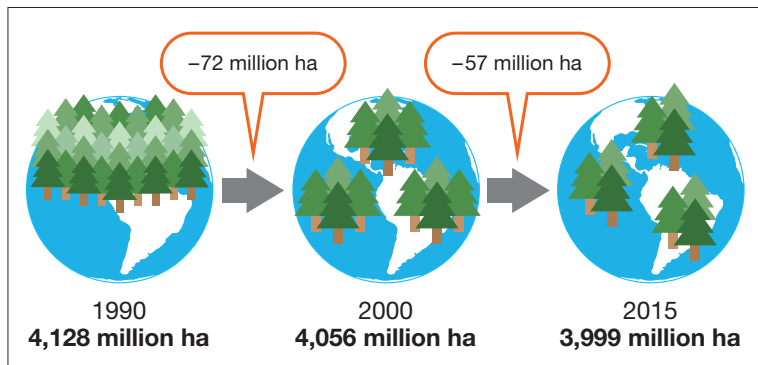 −72 million ha
−57 million ha
1990
4,128 million ha
2000
4,056 million ha
2015
3,999 million ha